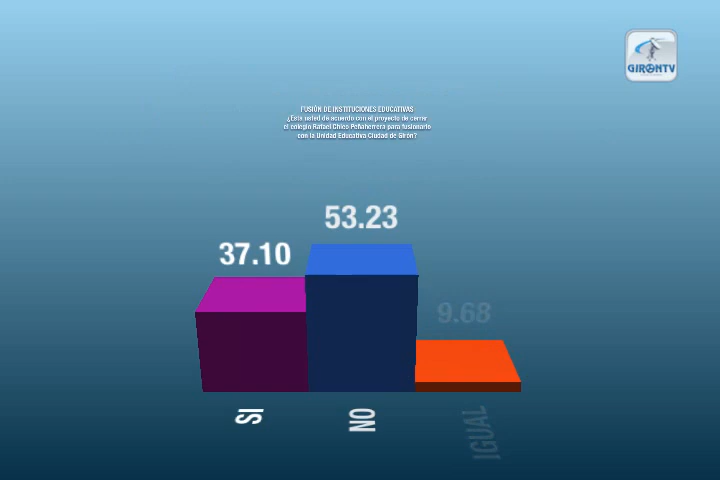 GIRONTV
FUSIÓN DE INSTITUCIONES EDUCATIVAS
¿Esta usted de acuerdo con el proyecto de cerrar
el colegio Rafael Chico Peñaherrera para fusionarlo
con la Unidad Educativa Ciudad de Girón?
53.23
37.10
9.68
SI
NO
IGUAL